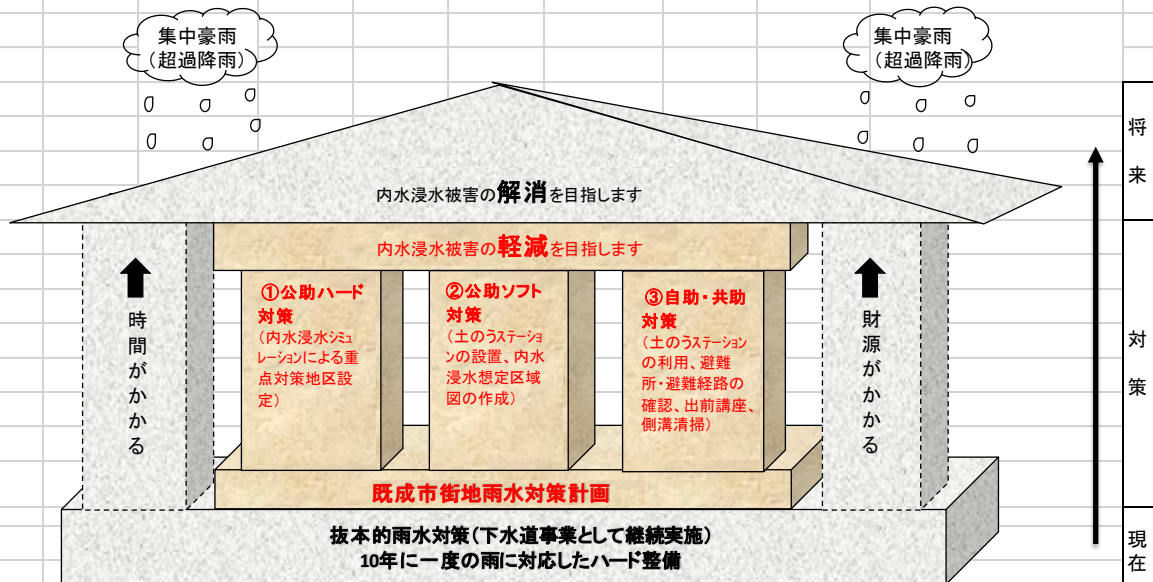 集中豪雨
（超過降雨）
集中豪雨
（超過降雨）
将来
内水浸水被害の解消を目指します
内水浸水被害の軽減を目指します
時間がかかる
①公助ハード
対策
（内水浸水シミュ
レーションによる重
点対策地区設
定）
②公助ソフト
対策
（土のうステーショ
ンの設置、内水
浸水想定区域
図の作成）
③自助・共助
対策
（土のうステーション
の利用、避難
所・避難経路の
確認、出前講座、
側溝清掃）
財源がかかる
対策
既成市街地雨水対策計画
抜本的雨水対策（下水道事業として継続実施）
10年に一度の雨に対応したハード整備
現在